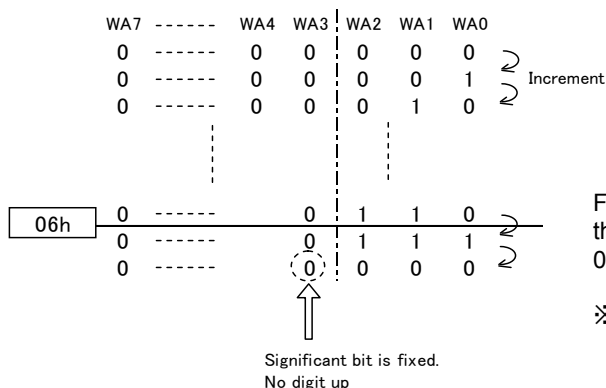 WA7 ------ WA4 WA3 WA2 WA1 WA0
0 ------ 0 0 0 0 0
0 ------ 0 0 0 0 1 Increment
0 ------ 0 0 0 1 0
06h 0 ------ 0 1 1 0
0 ------ 0 1 1 1
0 ------ 0 0 0 0
F
th
0
※
Significant bit is fixed.
No digit up